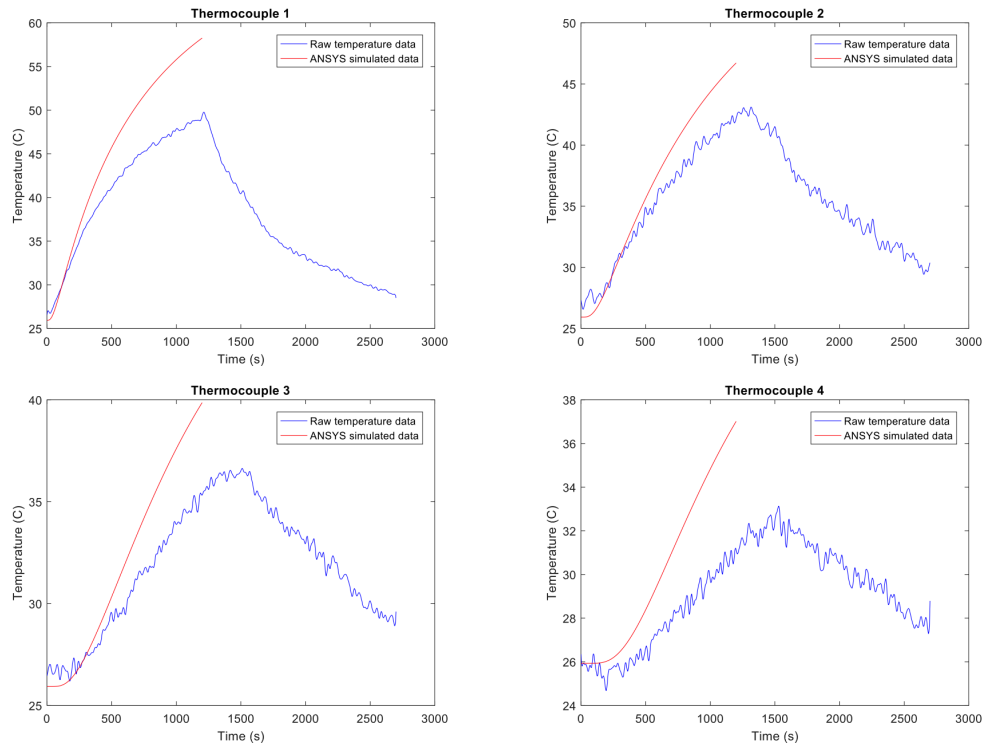 Thermocouple 1
60
55
50
45
40
35
30
25
Temperature (C)
Raw temperature data
ANSYS simulated data
0 500 1000 1500 2000 2500 3000
Time (s)
Thermocouple 2
50
45
40
35
30
25
Temperature (C)
Raw temperature data
ANSYS simulated data
0 500 1000 1500 2000 2500 3000
Time (s)
Thermocouple 3
40
35
30
25
Temperature (C)
Raw temperature data
ANSYS simulated data
0 500 1000 1500 2000 2500 3000
Time (s)
Thermocouple 4
38
36
34
32
30
28
26
24
Temperature (C)
Raw temperature data
ANSYS simulated data
0 500 1000 1500 2000 2500 3000
Time (s)